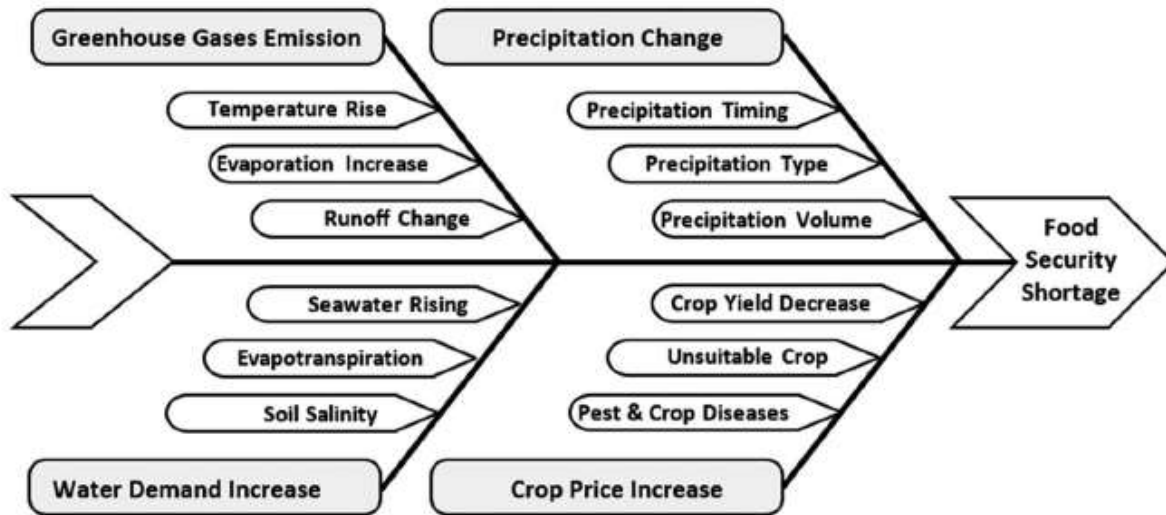 Greenhouse Gases Emission
Precipitation Change
Temperature Rise
Precipitation Timing
Evaporation Increase
Precipitation Type
Runoff Change
Precipitation Volume
Food
Security
Shortage
Seawater Rising
Crop Yield Decrease
Evapotranspiration
Unsuitable Crop
Soil Salinity
Pest & Crop Diseases
Water Demand Increase
Crop Price Increase